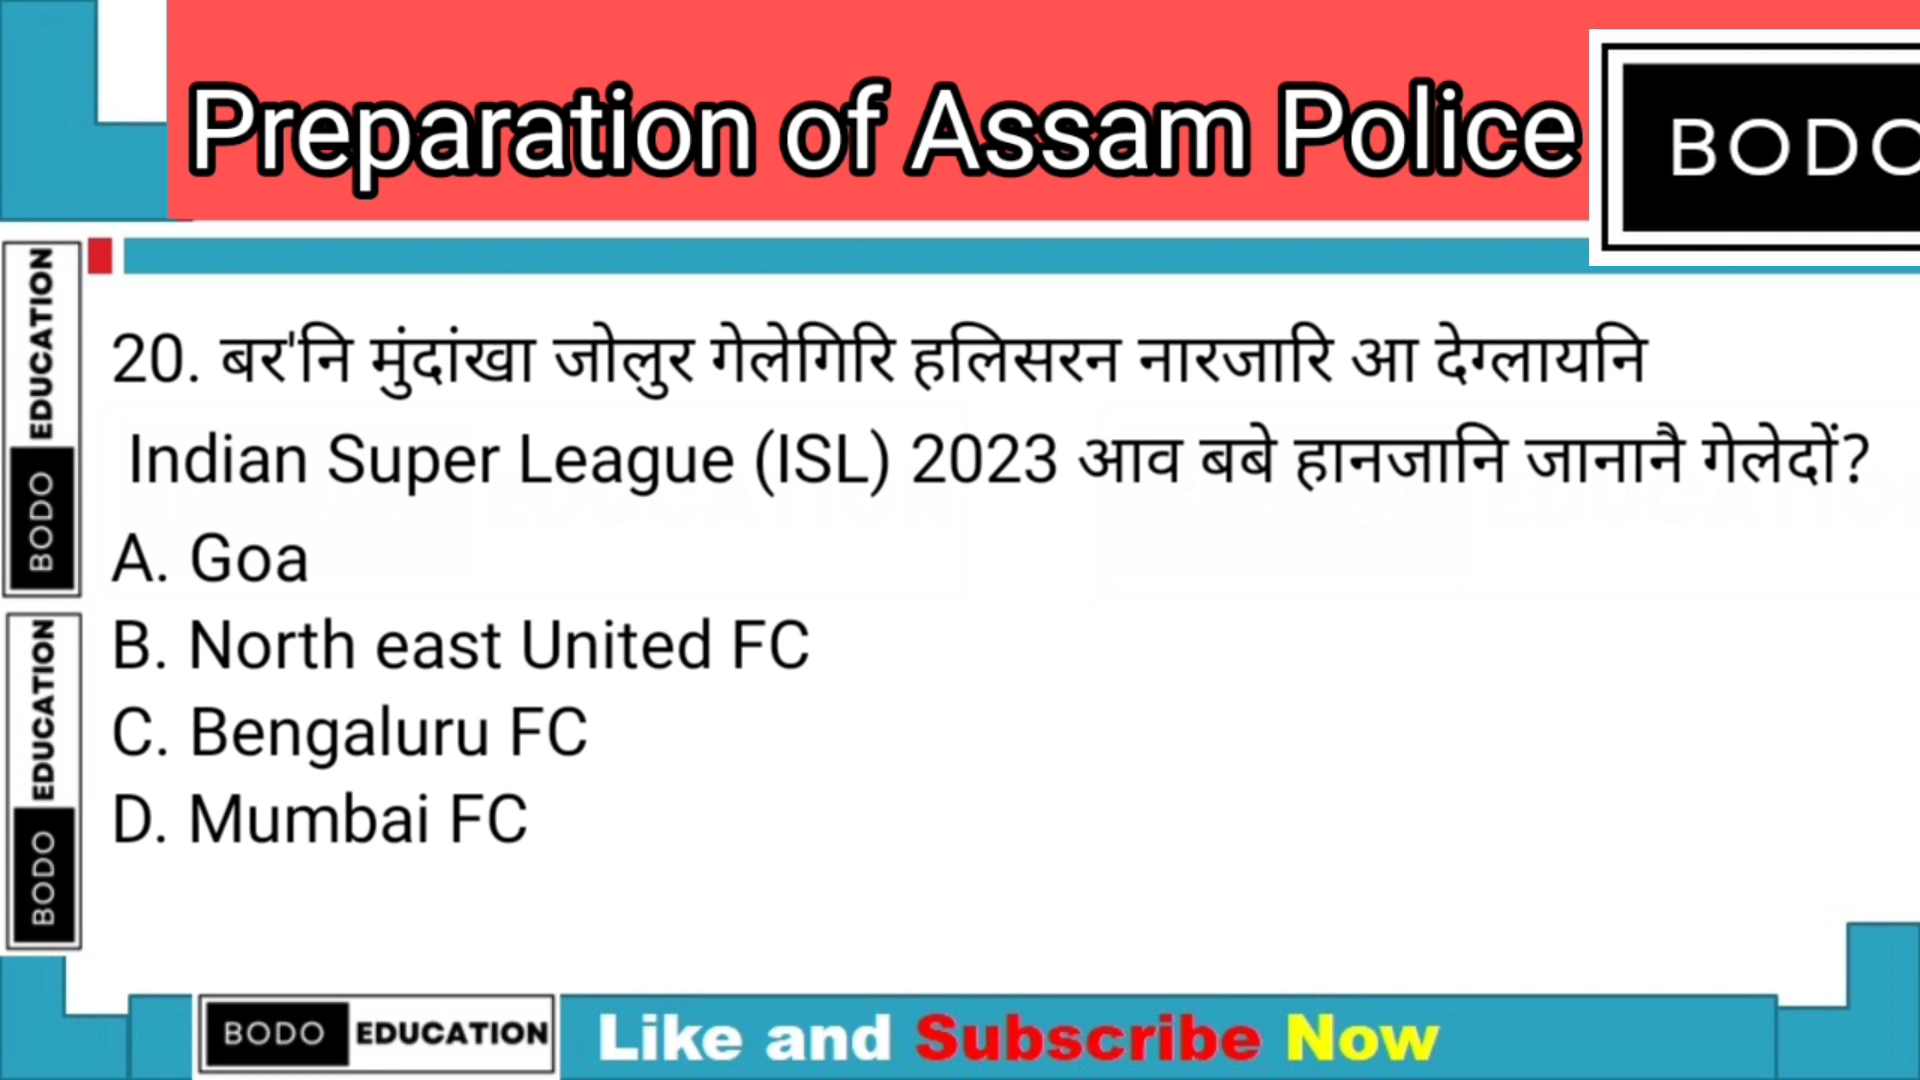 Preparation of Assam Police
BODO
EDUCATION
BODO
20. बर'नि मुंदांखा जोलुर गेलेगिरि हलिसरन नारजारि आ देग्लायनि
Indian Super League (ISL) 2023 आव बबे हानजानि जानानै गेलेदों?
A. Goa
B. North east United FC
C. Bengaluru FC
D. Mumbai FC
EDUCATION
BODO
BODO EDUCATION
Like and Subscribe Now